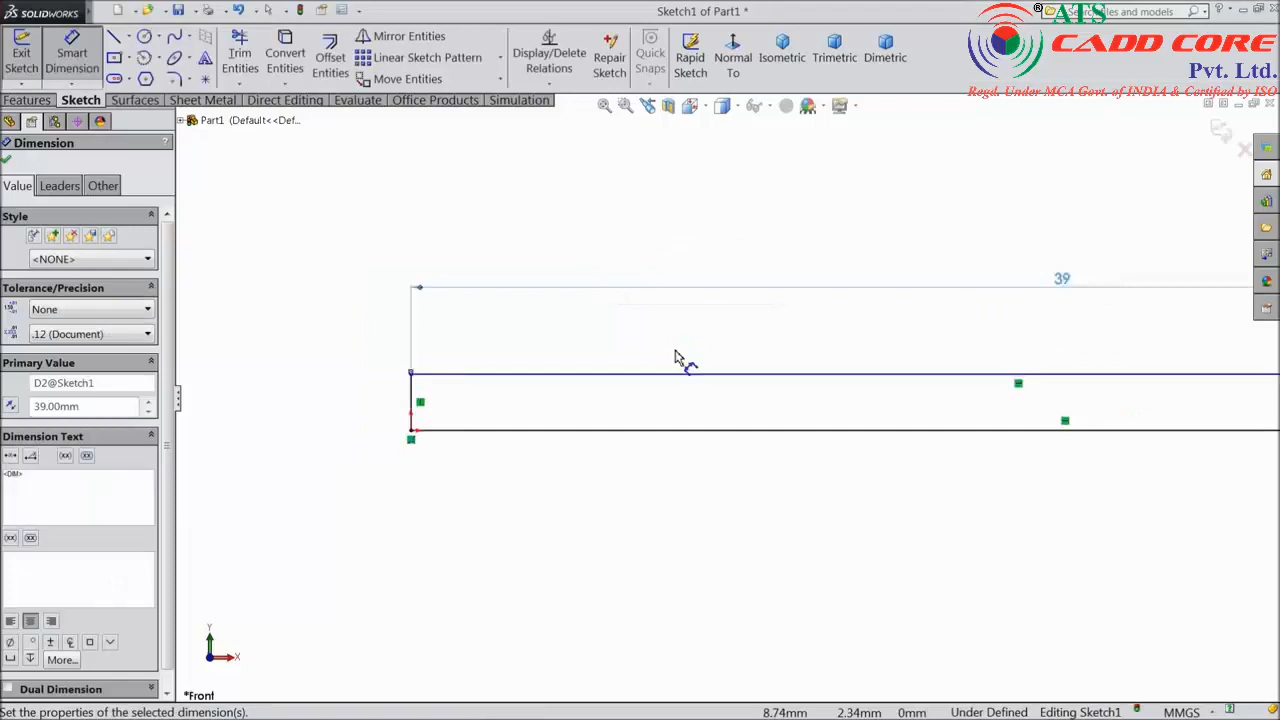 SOLIDWORKS
Sketch1 of Part1 *
files and models
®
ATS
CADD CORE
Pvt. Ltd.
Regd. Under MCA Govt. of INDIA & Certified by ISO
Exit Sketch
Smart Dimension
Trim Entities
Convert Entities
Offset Entities
Mirror Entities
Linear Sketch Pattern
Move Entities
Display/Delete Relations
Repair Sketch
Quick Snaps
Rapid Sketch
Normal To
Isometric
Trimetric
Dimetric
Features
Sketch
Surfaces
Sheet Metal
Direct Editing
Evaluate
Office Products
Simulation
Part1 (Default<<Def...
Dimension
?
Value
Leaders
Other
Style
<NONE>
Tolerance/Precision
None
.12 (Document)
Primary Value
D2@Sketch1
39.00mm
Dimension Text
<DIM>
More...
Dual Dimension
39
Y
X
*Front
Set the properties of the selected dimension(s).
8.74mm
2.34mm
0mm
Under Defined
Editing Sketch1
MMGS